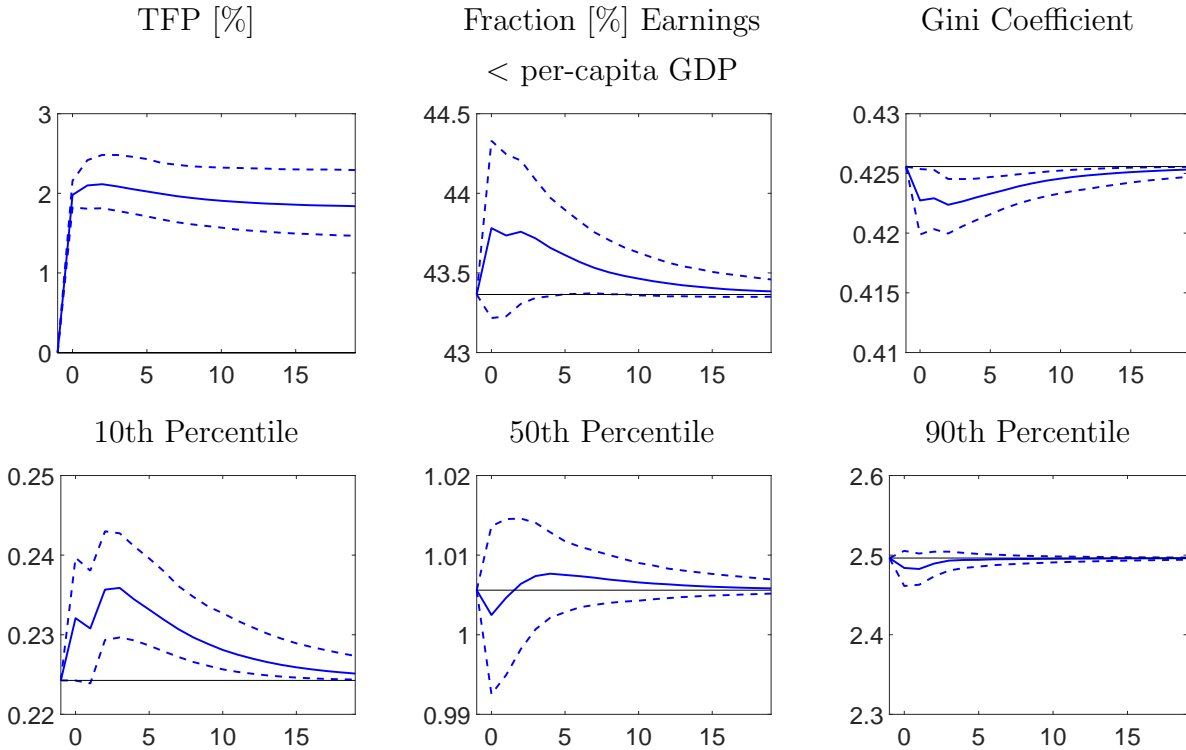 TFP [%]
Fraction [%] Earnings
< per-capita GDP
Gini Coefficient
3
2
1
0
0 5 10 15
44.5
44
43.5
43
0 5 10 15
0.43
0.425
0.42
0.415
0.41
0 5 10 15
10th Percentile
50th Percentile
90th Percentile
0.25
0.24
0.23
0.22
0 5 10 15
1.02
1.01
1
0.99
0 5 10 15
2.6
2.5
2.4
2.3
0 5 10 15